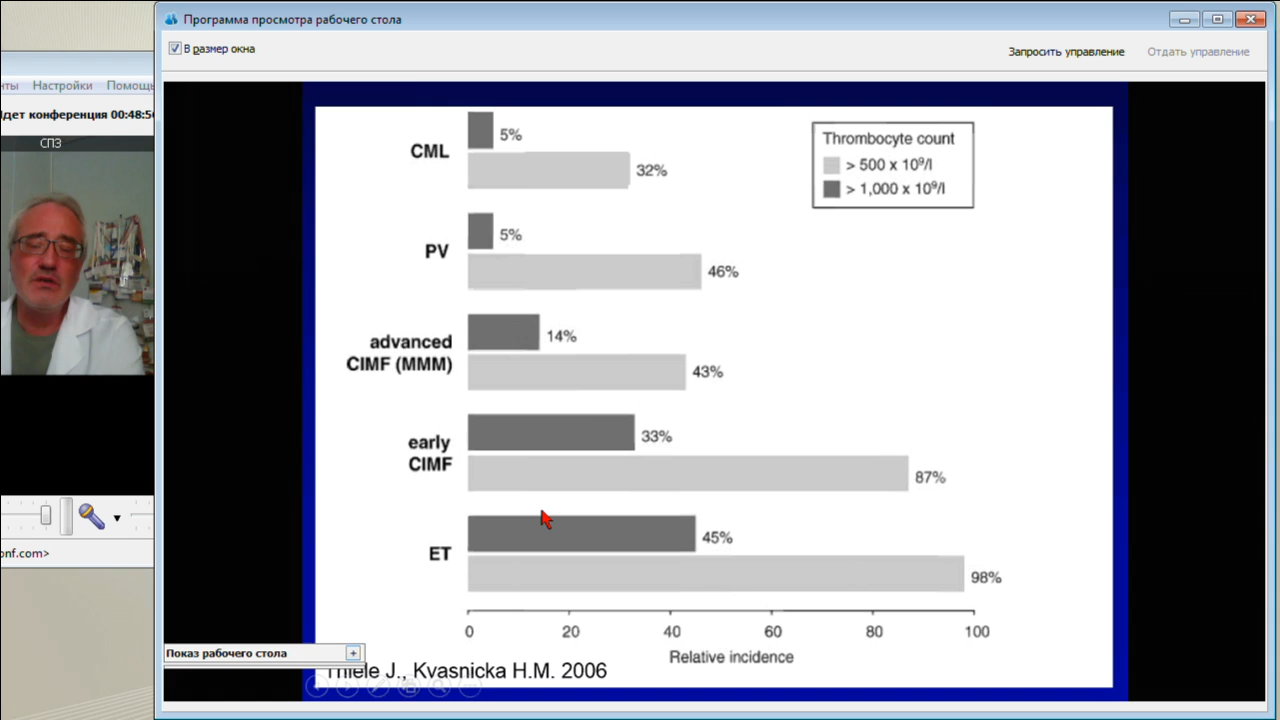 Программа просмотра рабочего стола
В размер окна
Запросить управление
Отдать управление
нты Настройки Помощь
дет конференция 00:48:5
СПЗ
CML
5%
32%
Thrombocyte count
> 500 x 10⁹/l
> 1,000 x 10⁹/l
PV
5%
46%
advanced
CIMF (MMM)
14%
43%
early
CIMF
33%
87%
ET
45%
98%
0 20 40 60 80 100
Relative incidence
onf.com>
Показ рабочего стола
Thiele J., Kvasnicka H.M. 2006